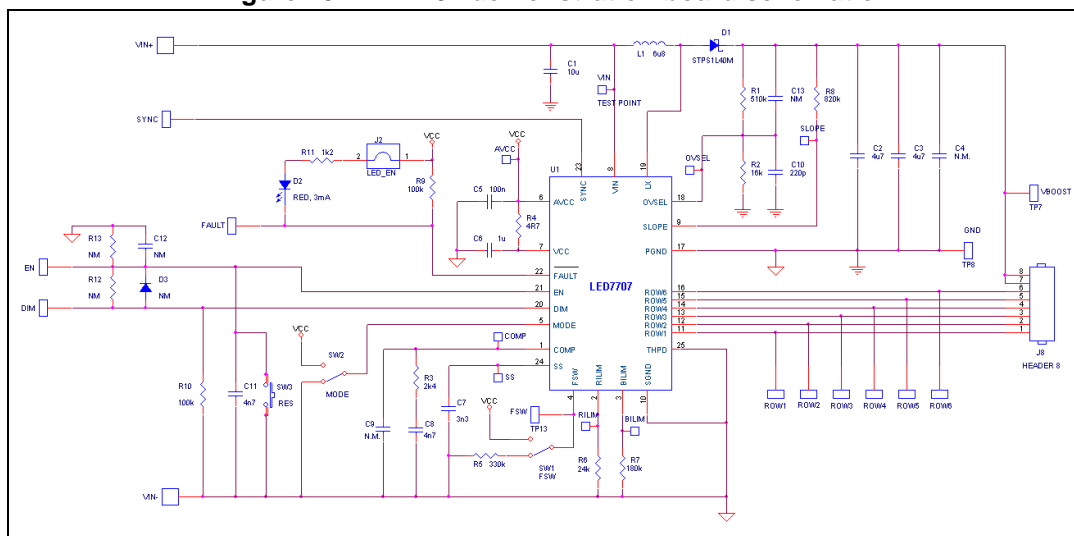 VIN+
D1
L1 6u8
STPS1L40M
C1
10u
VIN
TEST POINT
R1
510k
C13
NM
R8
820k
SYNC
J2
VCC
VCC
SLOPE
R11 1k2
2
1
LED_EN
AVCC
OVSEL
R2
16k
C10
220p
C2
4u7
C3
4u7
C4
N.M.
D2
RED, 3mA
R9
100k
U1
23
8
19
SYNC
VIN
LX
C5 100n
6
AVCC
OVSEL
18
VBOOST
TP7
R4
4R7
SLOPE
9
FAULT
C6 1u
7
VCC
PGND
17
GND
TP8
R13
NM
C12
NM
22
FAULT
LED7707
EN
R12
NM
D3
NM
21
EN
ROW6
16
ROW5
15
ROW4
14
ROW3
13
ROW2
12
ROW1
11
8
7
6
5
4
3
2
1
DIM
20
DIM
5
MODE
VCC
SW2
MODE
COMP
1
COMP
THPD
25
J8
HEADER 8
24
SS
R3
2k4
SS
FSW
RILIM
BILIM
SGND
4
2
3
10
R10
100k
C11
4n7
SW3
RES
C7
3n3
VCC
FSW
TP13
RILIM
BILIM
ROW1
ROW2
ROW3
ROW4
ROW5
ROW6
C9
N.M.
C8
4n7
R5 330k
SW1
FSW
R6
24k
R7
180k
VIN-